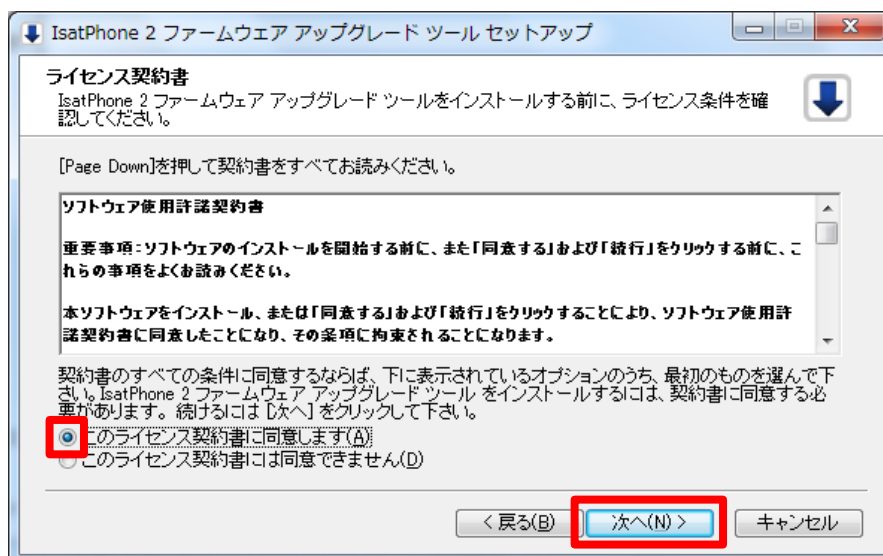 IsatPhone 2 ファームウェア アップグレード ツール セットアップ
ライセンス契約書
IsatPhone 2 ファームウェア アップグレード ツールをインストールする前に、ライセンス条件を確
認してください。
[Page Down]を押して契約書をすべてお読みください。
ソフトウェア使用許諾契約書
重要事項：ソフトウェアのインストールを開始する前に、また「同意する」および「続行」をクリックする前に、こ
れらの事項をよくお読みください。
本ソフトウェアをインストール、または「同意する」および「続行」をクリックすることにより、ソフトウェア使用許
諾契約書に同意したことになり、その条項に拘束されることになります。
契約書のすべての条件に同意するならば、下に表示されているオプションのうち、最初のものを選んで下
さい。IsatPhone 2 ファームウェア アップグレード ツール をインストールするには、契約書に同意する必
要があります。 続けるには [次へ] をクリックして下さい。
このライセンス契約書に同意します(A)
このライセンス契約書には同意できません(D)
< 戻る(B)
次へ(N) >
キャンセル